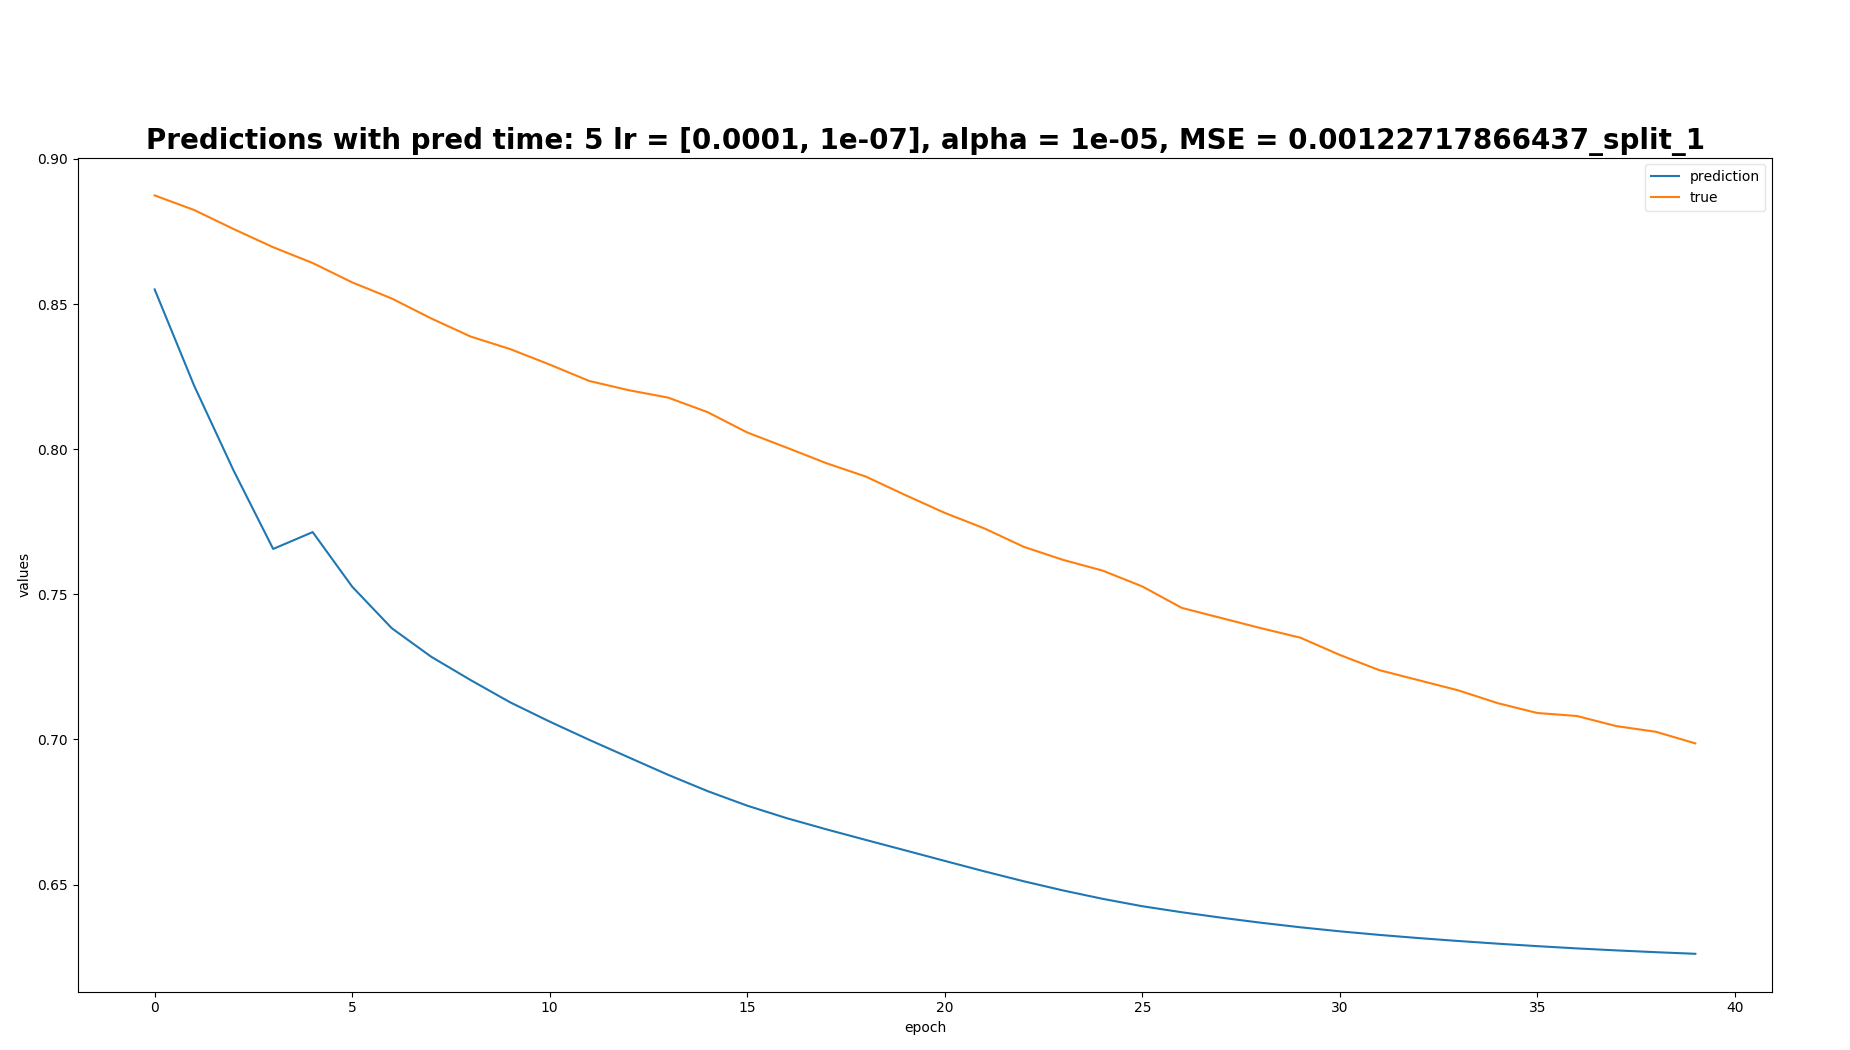 Predictions with pred time: 5 lr = [0.0001, 1e-07], alpha = 1e-05, MSE = 0.00122717866437_split_1
prediction
true
0.90
0.85
0.80
0.75
0.70
0.65
values
0 5 10 15 20 25 30 35 40
epoch